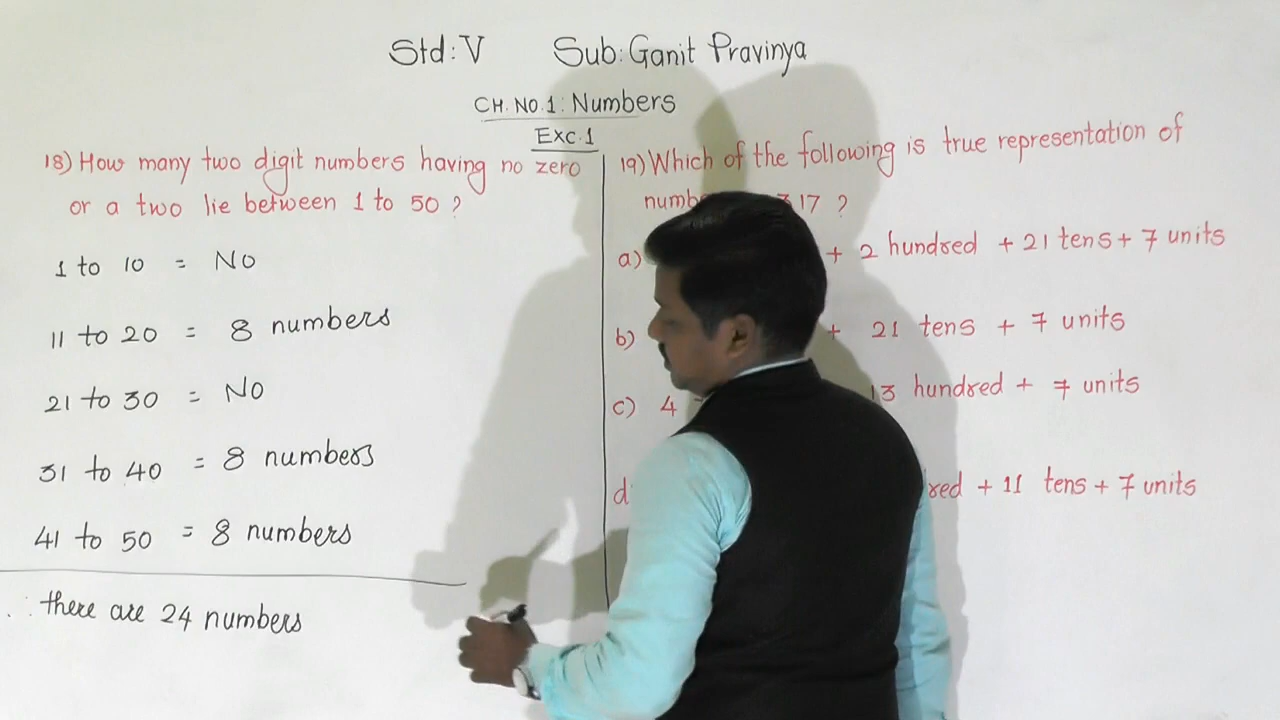 Std: V Sub: Ganit Pravinya
CH. NO. 1: Numbers
Exc. 1
18) How many two digit numbers having no zero
or a two lie between 1 to 50 ?
1 to 10 = No
11 to 20 = 8 numbers
21 to 30 = No
31 to 40 = 8 numbers
41 to 50 = 8 numbers
∴ there are 24 numbers
19) Which of the following is true representation of
317 ?
a) + 2 hundred + 21 tens + 7 units
b) + 21 tens + 7 units
c) 4 13 hundred + 7 units
d + 11 tens + 7 units